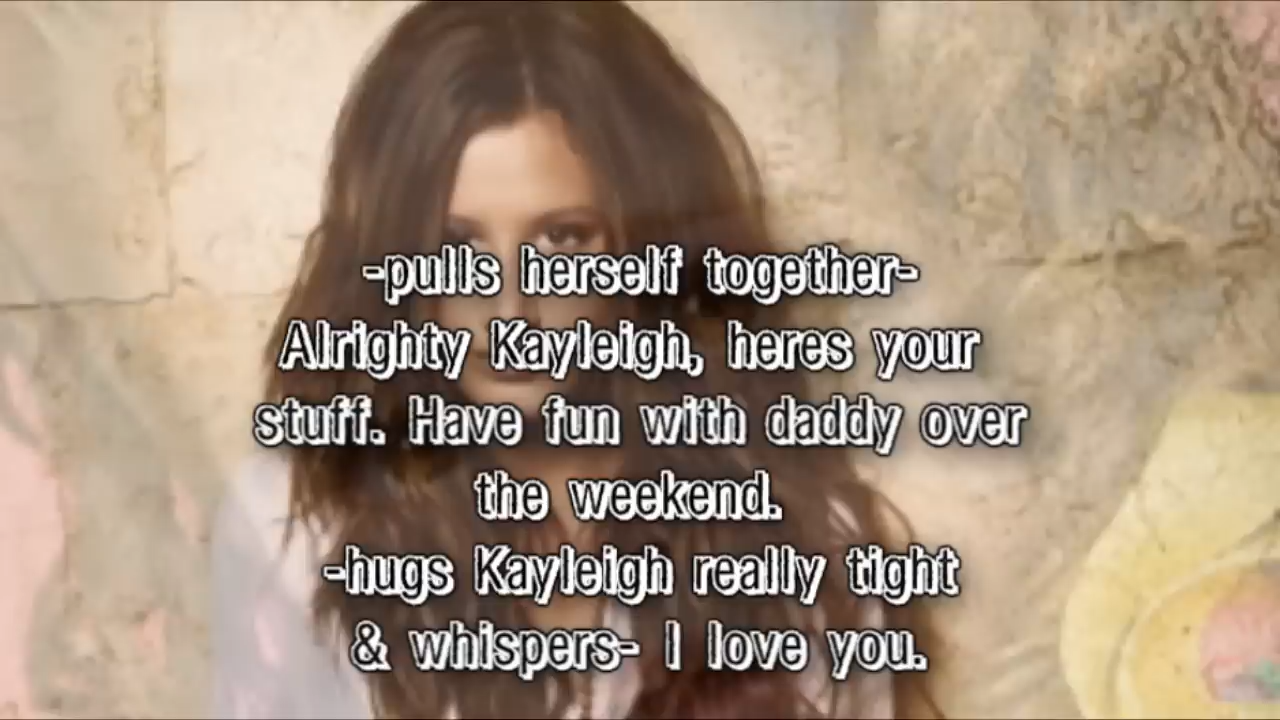 -pulls herself together-
Alrighty Kayleigh, heres your
stuff. Have fun with daddy over
the weekend.
-hugs Kayleigh really tight
& whispers- I love you.